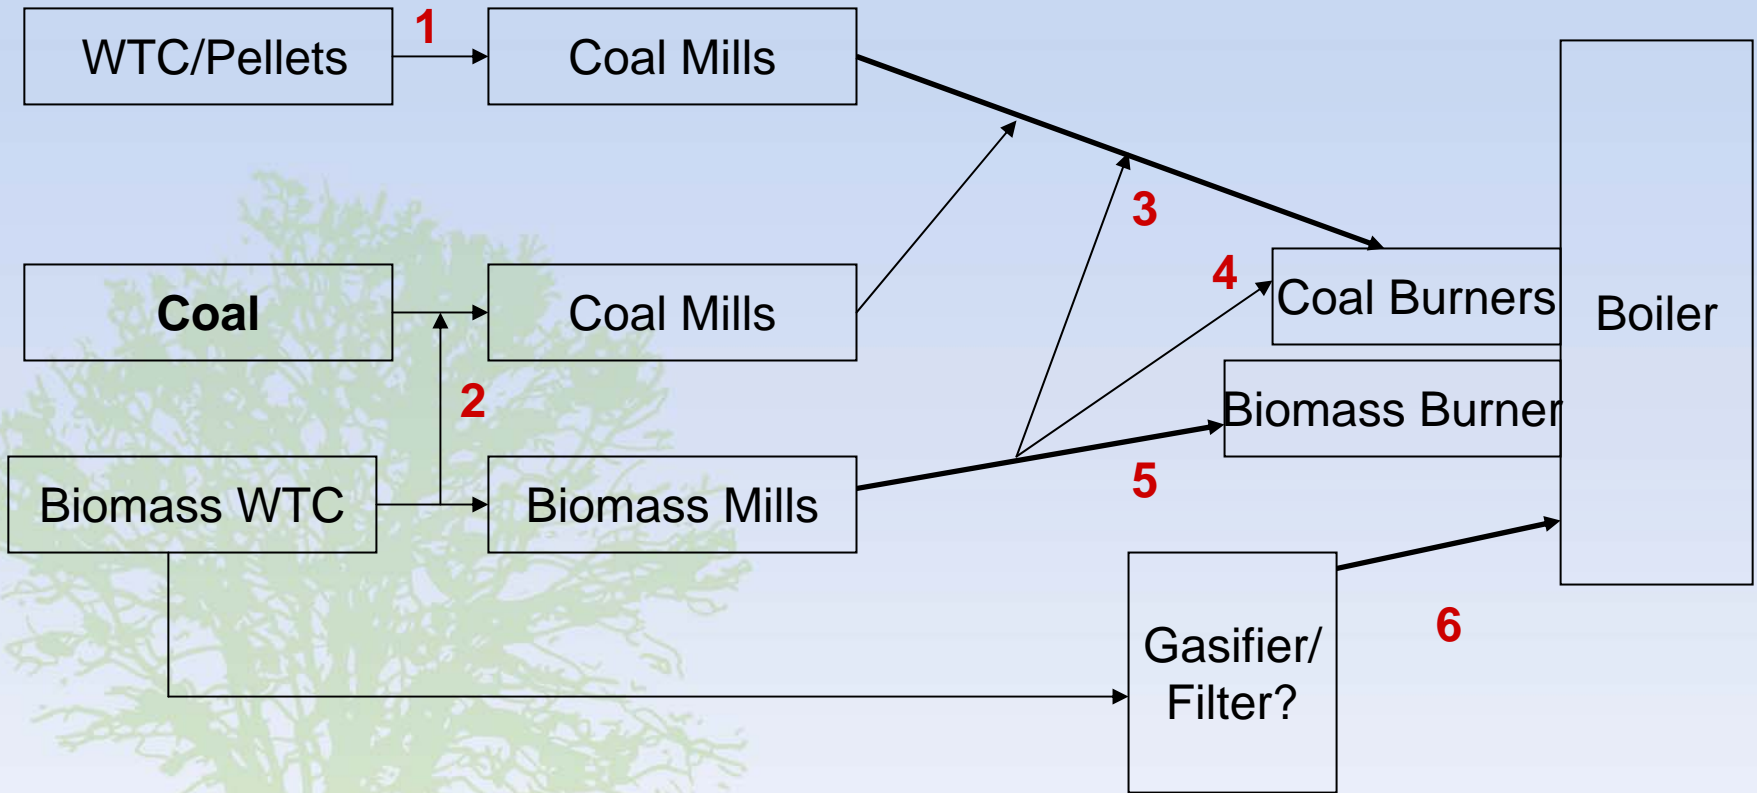 WTC/Pellets
1
Coal Mills
3
Coal
Coal Mills
4
Coal Burners
Boiler
2
Biomass Burner
Biomass WTC
Biomass Mills
5
Gasifier/
Filter?
6